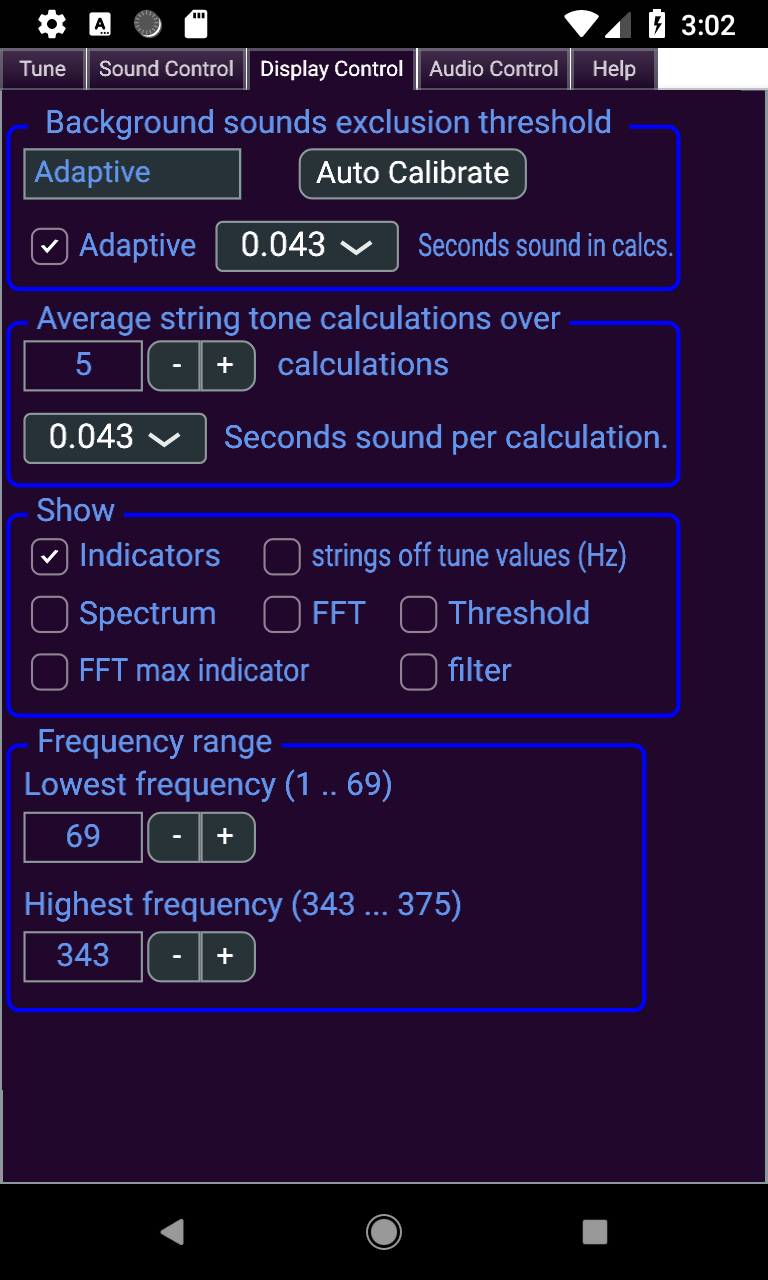 A 3:02
Tune Sound Control Display Control Audio Control Help
Background sounds exclusion threshold
Adaptive Auto Calibrate
Adaptive 0.043 Seconds sound in calcs.
Average string tone calculations over
5 - + calculations
0.043 Seconds sound per calculation.
Show
Indicators strings off tune values (Hz)
Spectrum FFT Threshold
FFT max indicator filter
Frequency range
Lowest frequency (1 .. 69)
69 - +
Highest frequency (343 ... 375)
343 - +